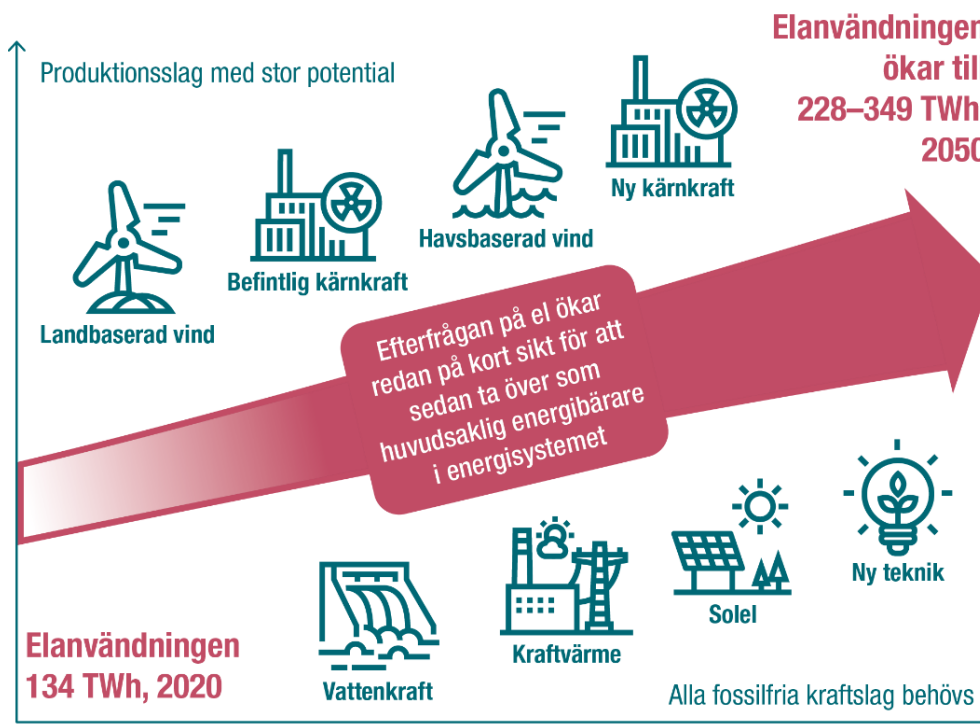 Produktionsslag med stor potential
Elanvändningen
ökar till
228–349 TWh,
2050
Ny kärnkraft
Havsbaserad vind
Befintlig kärnkraft
Landbaserad vind
Efterfrågan på el ökar
redan på kort sikt för att
sedan ta över som
huvudsaklig energibärare
i energisystemet
Ny teknik
Solel
Kraftvärme
Vattenkraft
Elanvändningen
134 TWh, 2020
Alla fossilfria kraftslag behövs